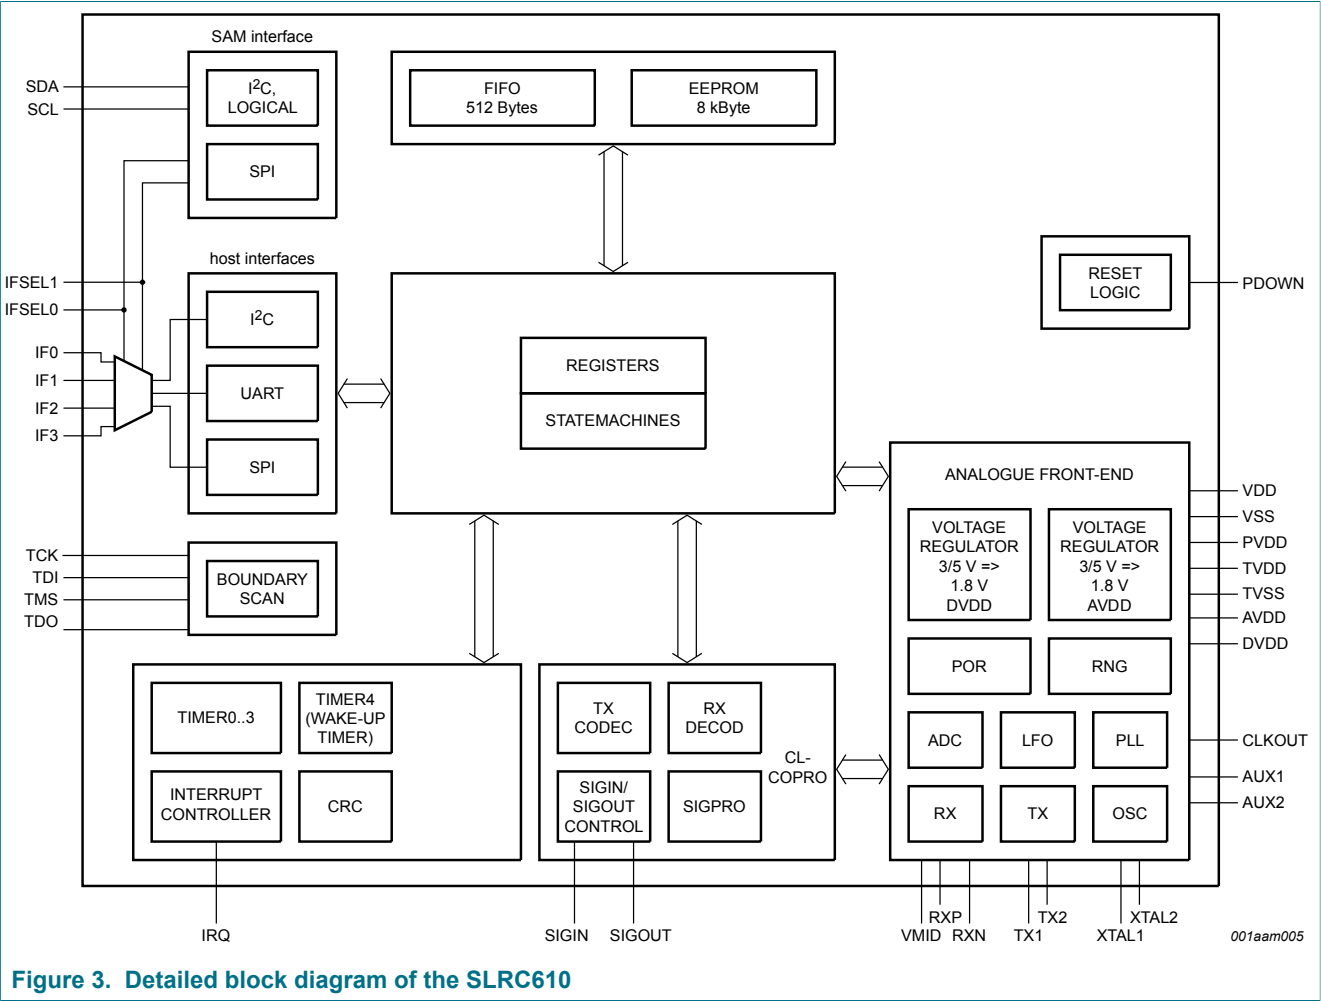 SAM interface
SDA
SCL
I2C,
LOGICAL
SPI
FIFO
512 Bytes
EEPROM
8 kByte
RESET
LOGIC
PDOWN
host interfaces
IFSEL1
IFSEL0
IF0
IF1
IF2
IF3
I2C
UART
SPI
REGISTERS
STATEMACHINES
TCK
TDI
TMS
TDO
BOUNDARY
SCAN
ANALOGUE FRONT-END
VOLTAGE
REGULATOR
3/5 V =>
1.8 V
DVDD
VOLTAGE
REGULATOR
3/5 V =>
1.8 V
AVDD
POR
RNG
ADC
LFO
PLL
RX
TX
OSC
VDD
VSS
PVDD
TVDD
TVSS
AVDD
DVDD
CLKOUT
AUX1
AUX2
TIMER0..3
TIMER4
(WAKE-UP
TIMER)
INTERRUPT
CONTROLLER
CRC
TX
CODEC
RX
DECOD
CL-
COPRO
SIGIN/
SIGOUT
CONTROL
SIGPRO
IRQ
SIGIN
SIGOUT
VMID
RXP
RXN
TX1
TX2
XTAL1
XTAL2
001aam005
Figure 3. Detailed block diagram of the SLRC610